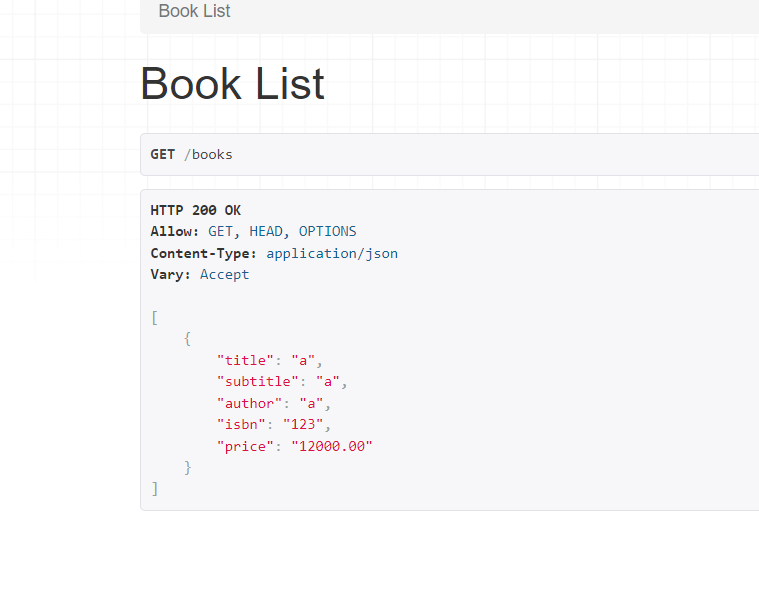 Book List
Book List
GET /books
HTTP 200 OK
Allow: GET, HEAD, OPTIONS
Content-Type: application/json
Vary: Accept
[
    {
        "title": "a",
        "subtitle": "a",
        "author": "a",
        "isbn": "123",
        "price": "12000.00"
    }
]